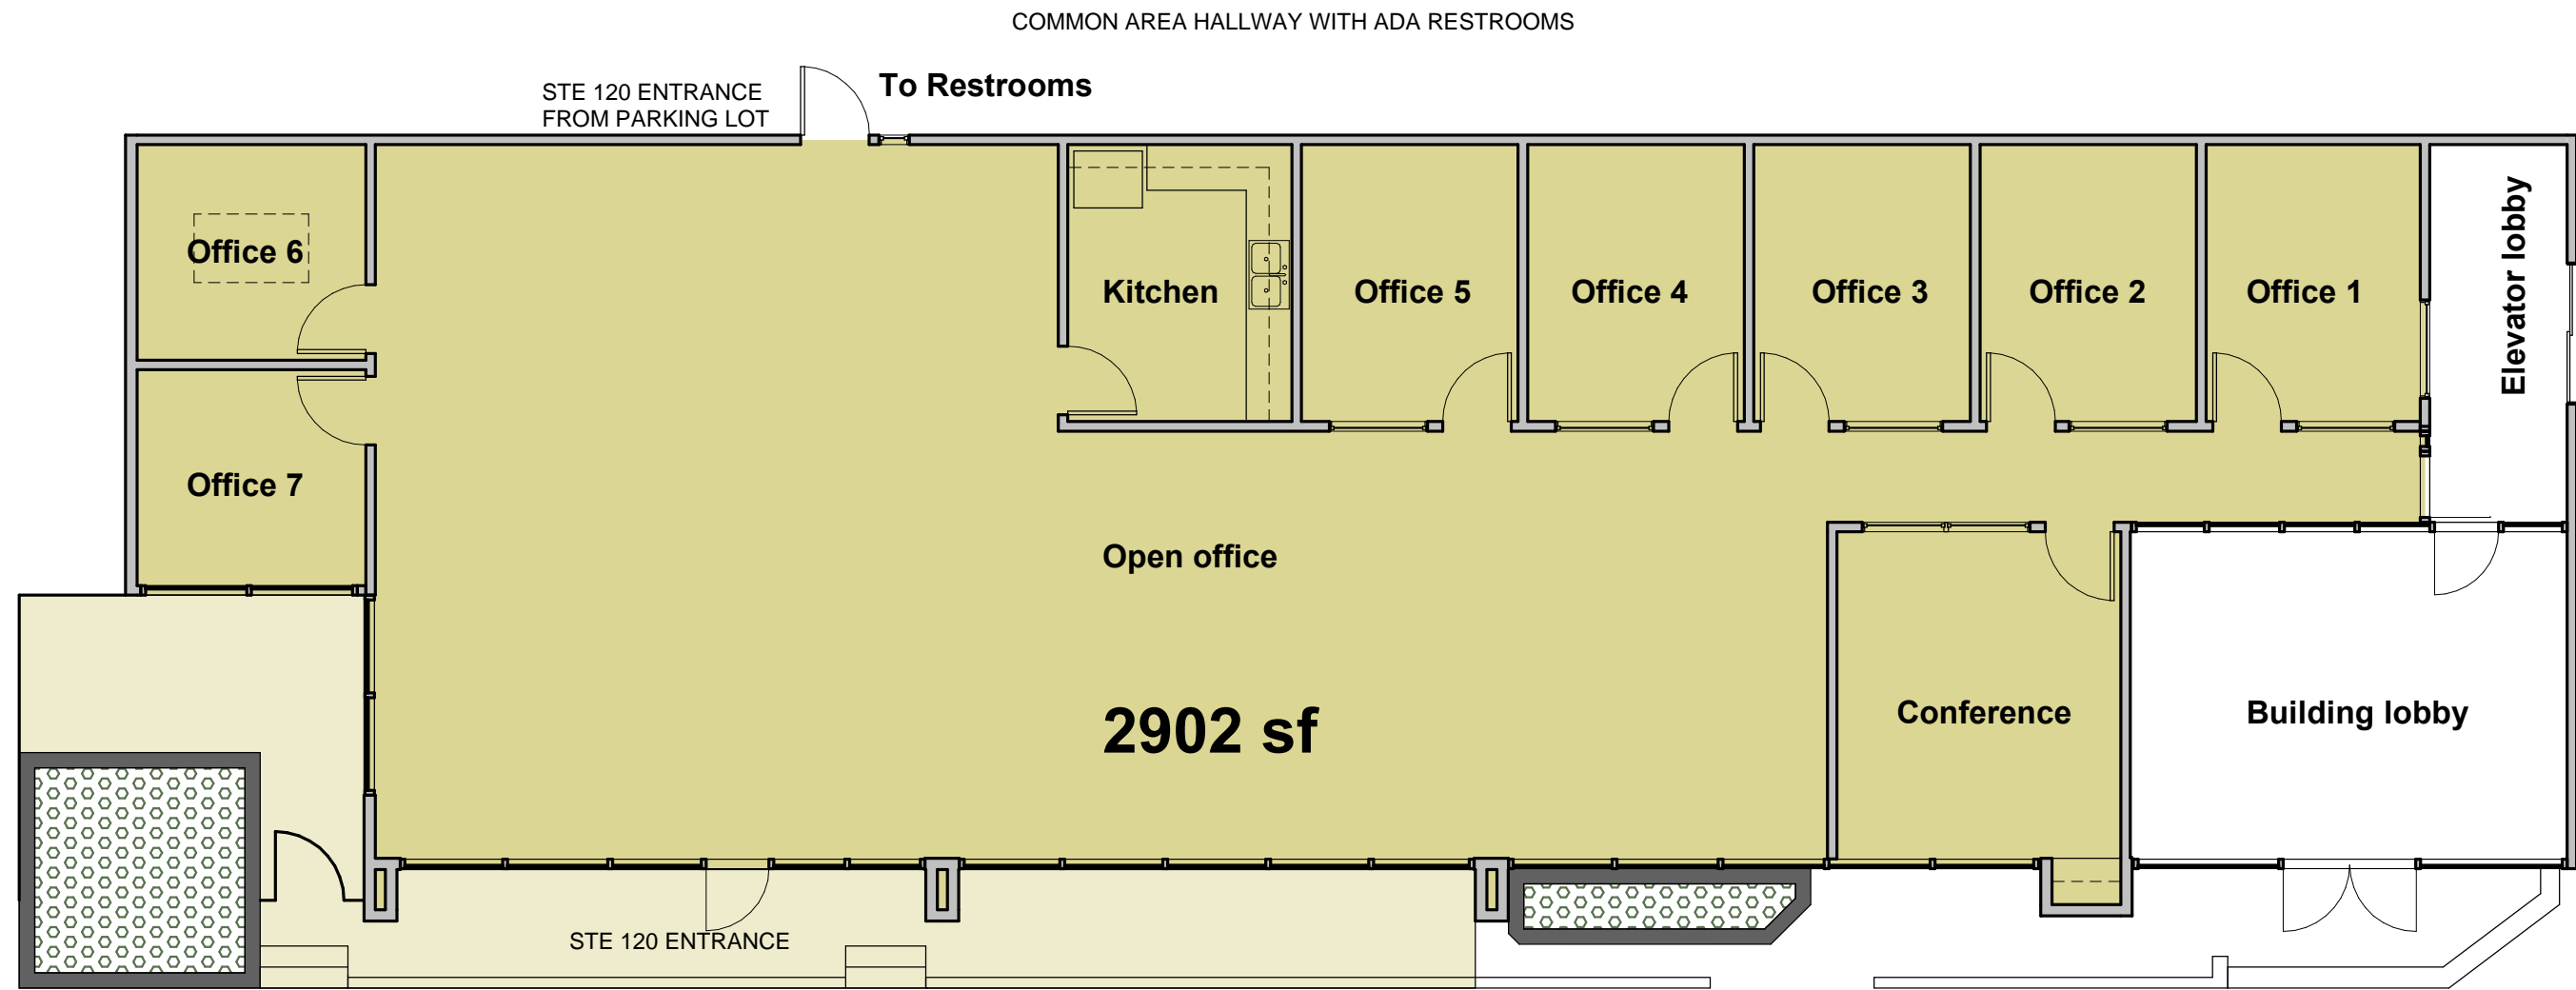 COMMON AREA HALLWAY WITH ADA RESTROOMS
To Restrooms
STE 120 ENTRANCE
FROM PARKING LOT
Office 6
Kitchen
Office 5
Office 4
Office 3
Office 2
Office 1
Elevator lobby
Office 7
Open office
2902 sf
Conference
Building lobby
STE 120 ENTRANCE